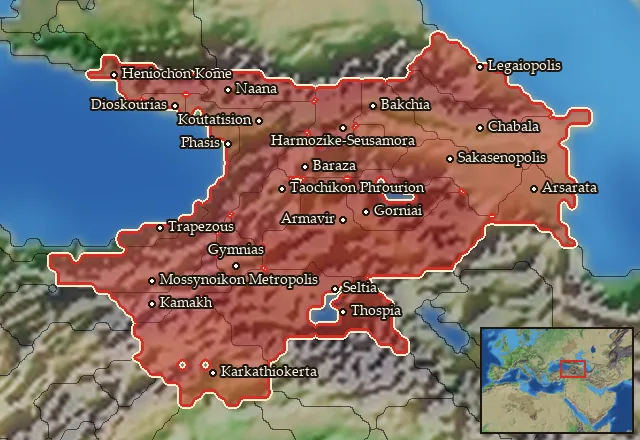 Legaiopolis
Heniochon Kome
Naana
Dioskourias
Bakchia
Koutatision
Chabala
Harmozike-Seusamora
Phasis
Sakasenopolis
Baraza
Taochikon Phrourion
Arsarata
Gorniai
Armavir
Trapezous
Gymnias
Mossynoikon Metropolis
Seltia
Kamakh
Thospia
Karkathiokerta